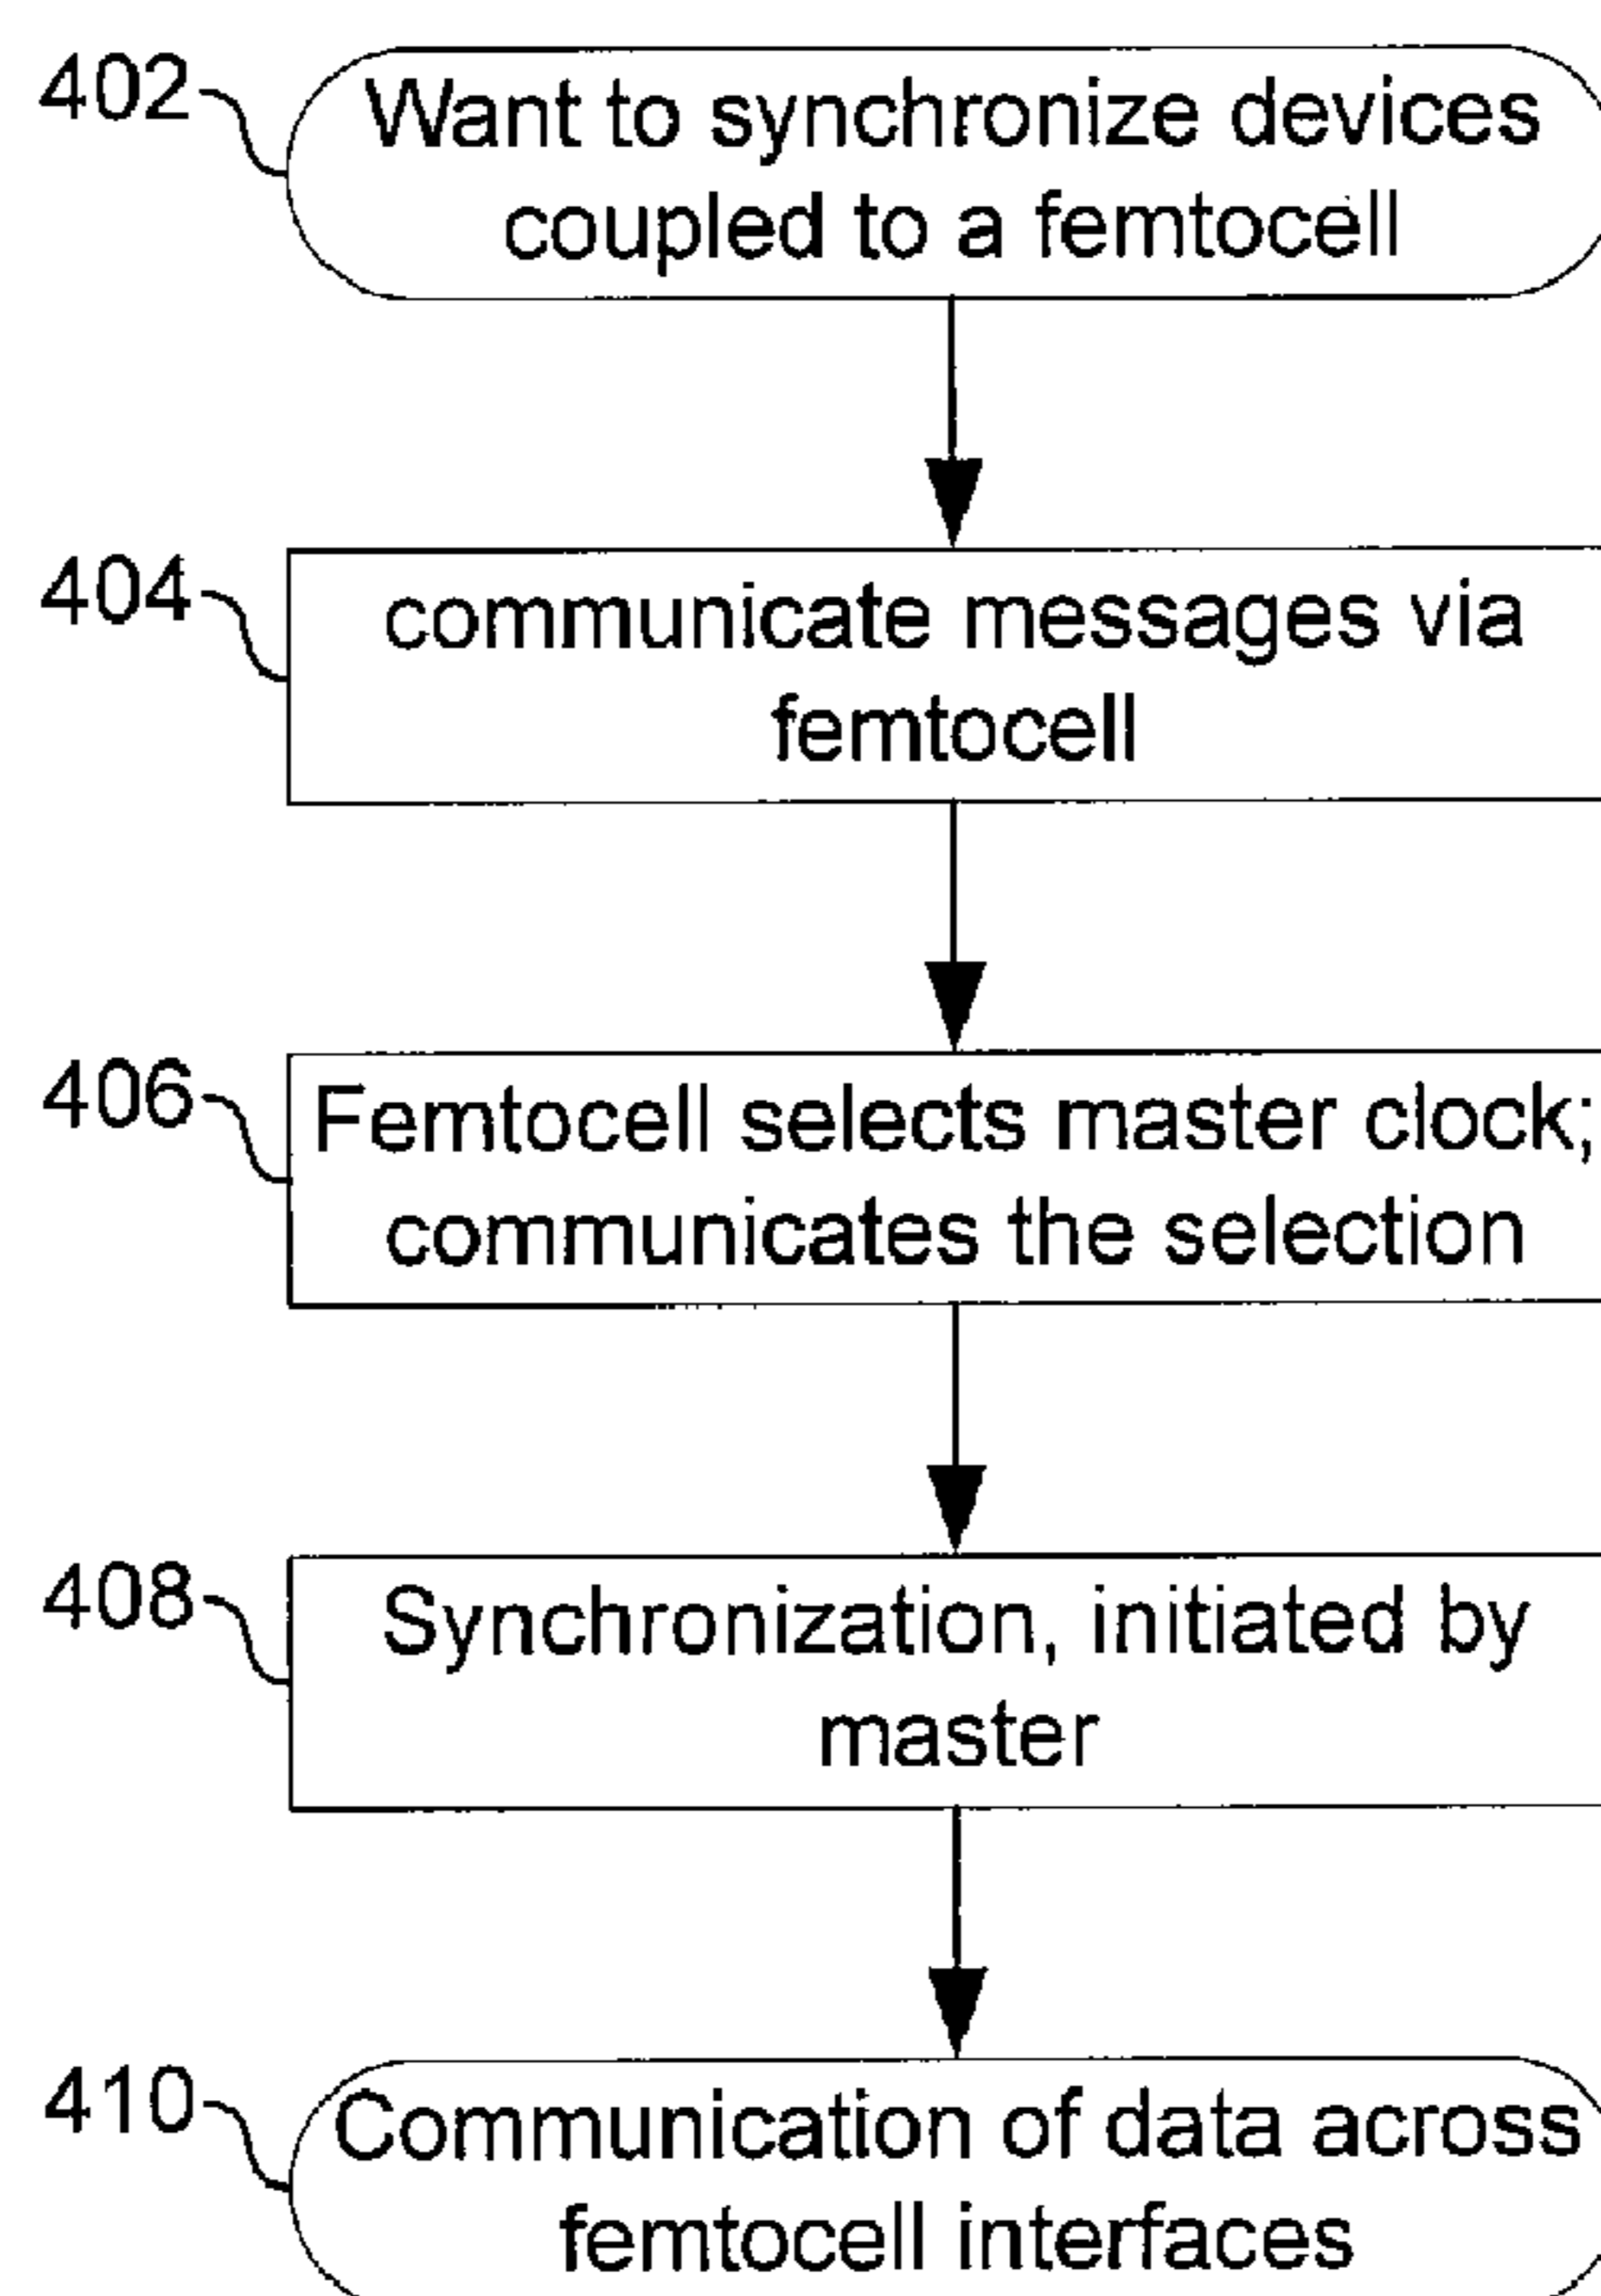 402
Want to synchronize devices
coupled to a femtocell
404
communicate messages via
femtocell
406
Femtocell selects master clock;
communicates the selection
408
Synchronization, initiated by
master
410
Communication of data across
femtocell interfaces